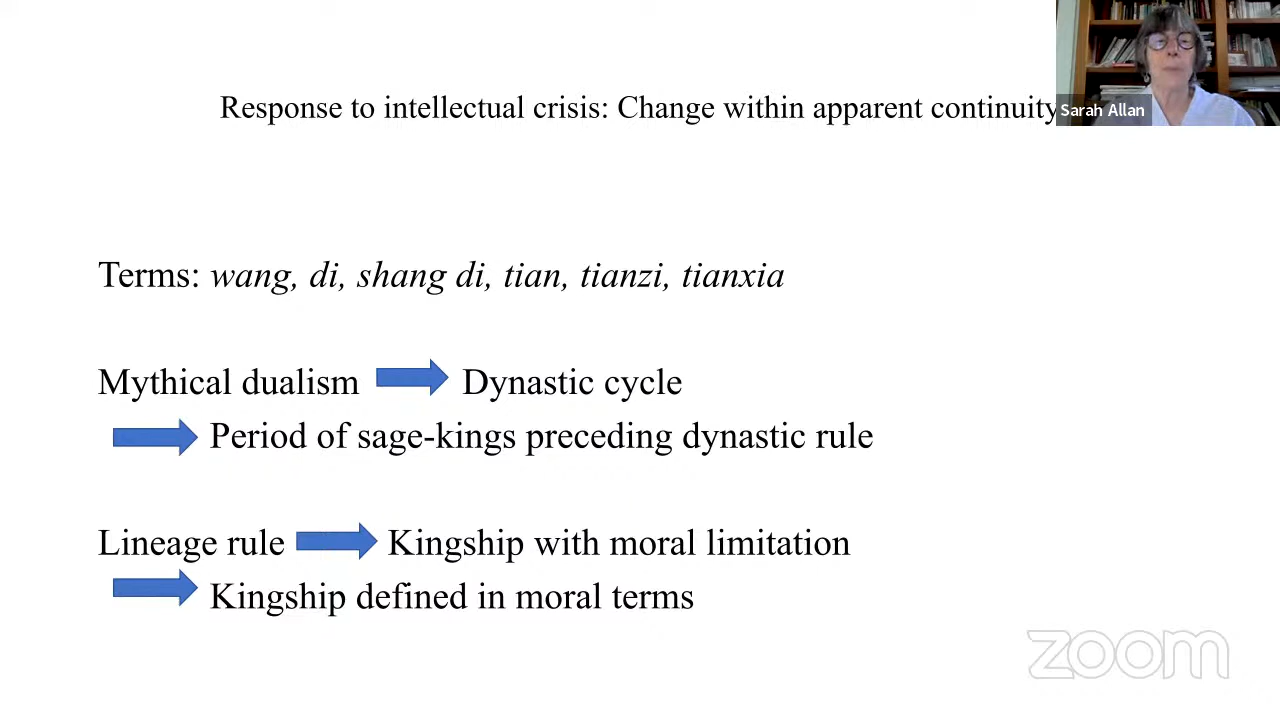 Response to intellectual crisis: Change within apparent continuity
Sarah Allan
Terms: wang, di, shang di, tian, tianzi, tianxia
Mythical dualism Dynastic cycle
Period of sage-kings preceding dynastic rule
Lineage rule Kingship with moral limitation
Kingship defined in moral terms
zoom